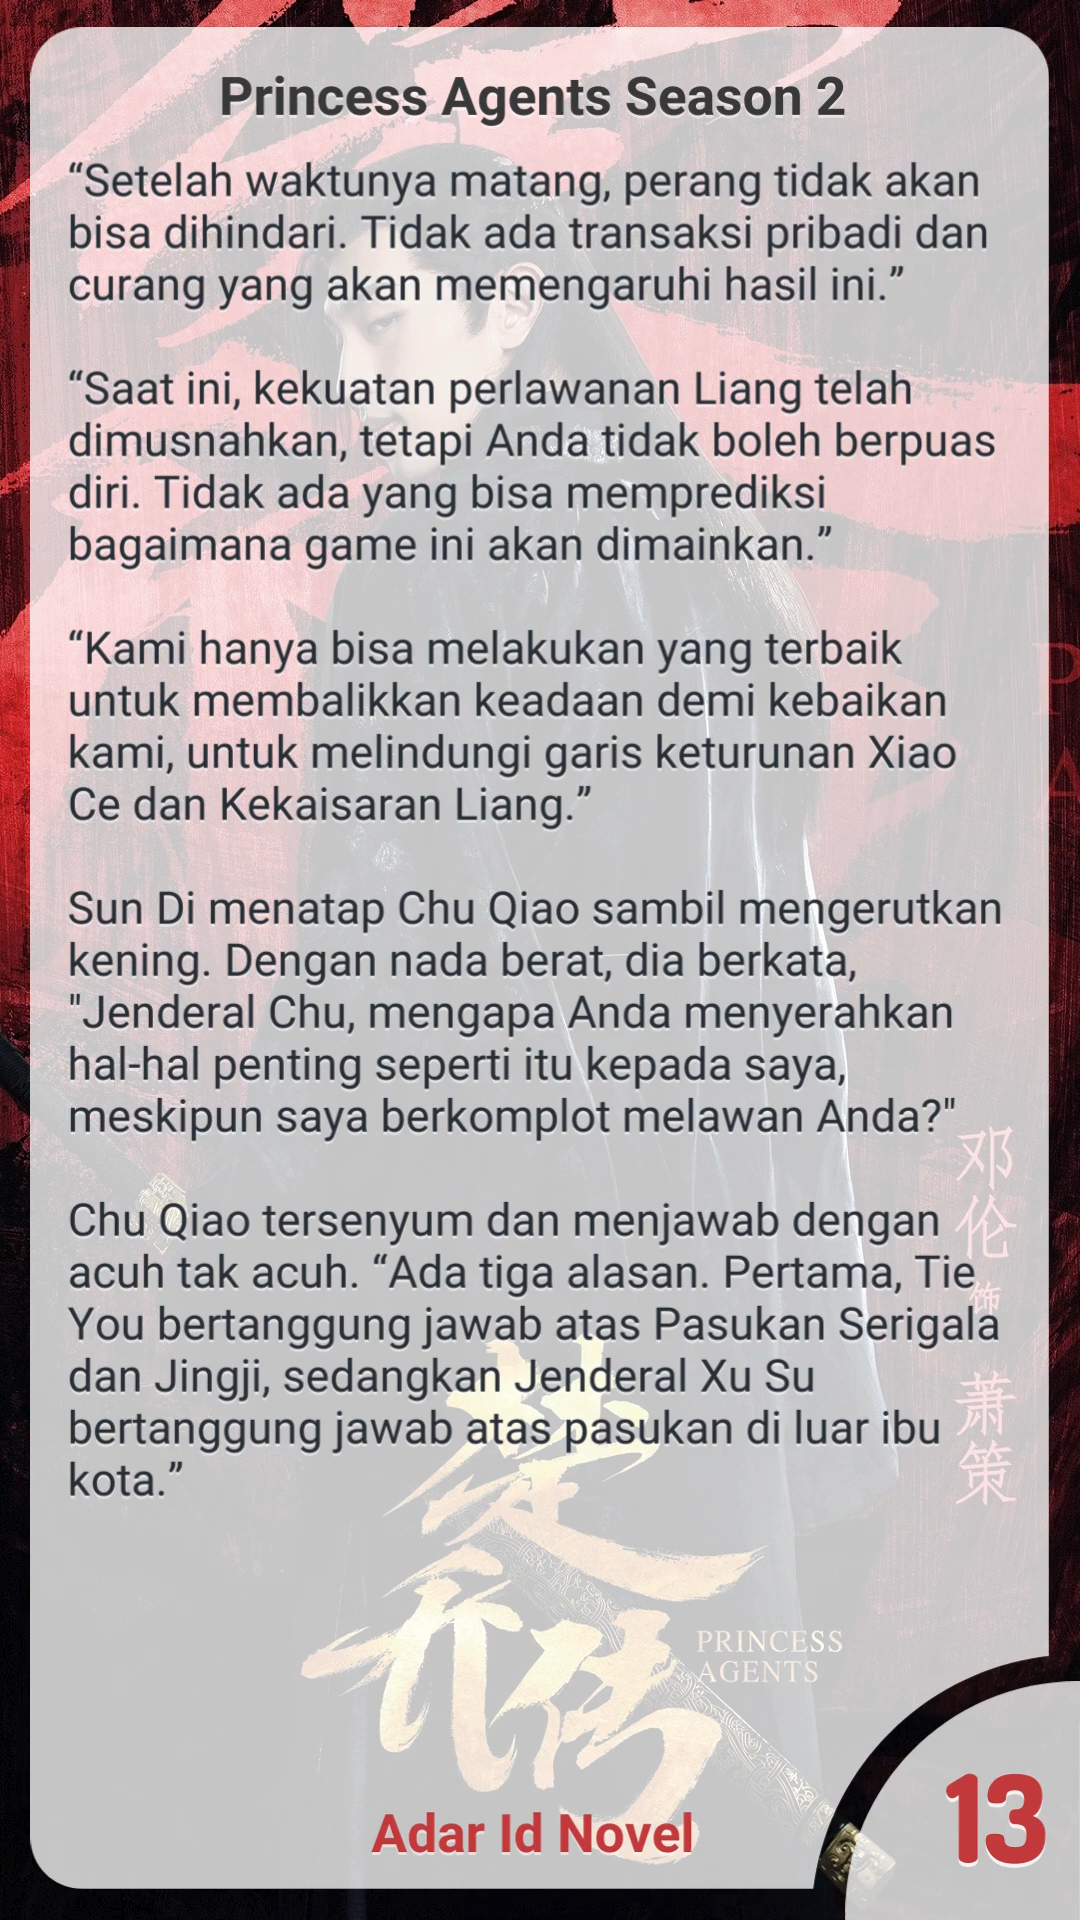 Princess Agents Season 2
“Setelah waktunya matang, perang tidak akan
bisa dihindari. Tidak ada transaksi pribadi dan
curang yang akan memengaruhi hasil ini.”
“Saat ini, kekuatan perlawanan Liang telah
dimusnahkan, tetapi Anda tidak boleh berpuas
diri. Tidak ada yang bisa memprediksi
bagaimana game ini akan dimainkan.”
“Kami hanya bisa melakukan yang terbaik
untuk membalikkan keadaan demi kebaikan
kami, untuk melindungi garis keturunan Xiao
Ce dan Kekaisaran Liang.”
Sun Di menatap Chu Qiao sambil mengerutkan
kening. Dengan nada berat, dia berkata,
"Jenderal Chu, mengapa Anda menyerahkan
hal-hal penting seperti itu kepada saya,
meskipun saya berkomplot melawan Anda?"
Chu Qiao tersenyum dan menjawab dengan
acuh tak acuh. “Ada tiga alasan. Pertama, Tie
You bertanggung jawab atas Pasukan Serigala
dan Jingji, sedangkan Jenderal Xu Su
bertanggung jawab atas pasukan di luar ibu
kota.”
邓伦 饰 萧策
楚乔传
PRINCESS
AGENTS
Adar Id Novel
13